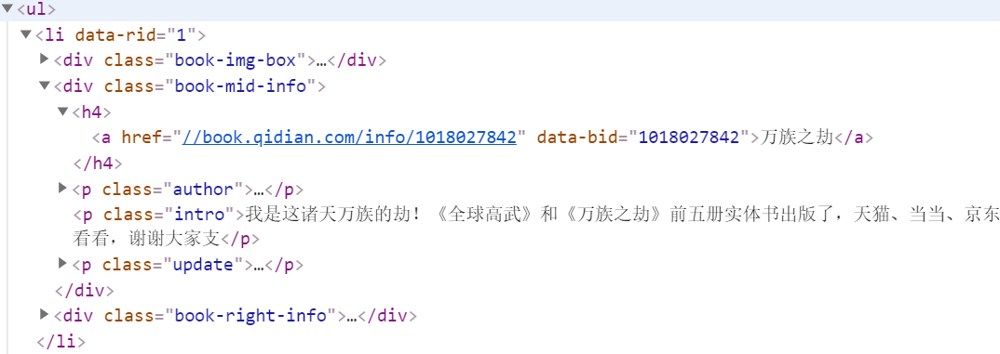 <ul>
<li data-rid="1">
<div class="book-img-box">…</div>
<div class="book-mid-info">
<h4>
<a href="//book.qidian.com/info/1018027842" data-bid="1018027842">万族之劫</a>
</h4>
<p class="author">…</p>
<p class="intro">我是这诸天万族的劫！《全球高武》和《万族之劫》前五册实体书出版了，天猫、当当、京东
看看，谢谢大家支</p>
<p class="update">…</p>
</div>
<div class="book-right-info">…</div>
</li>